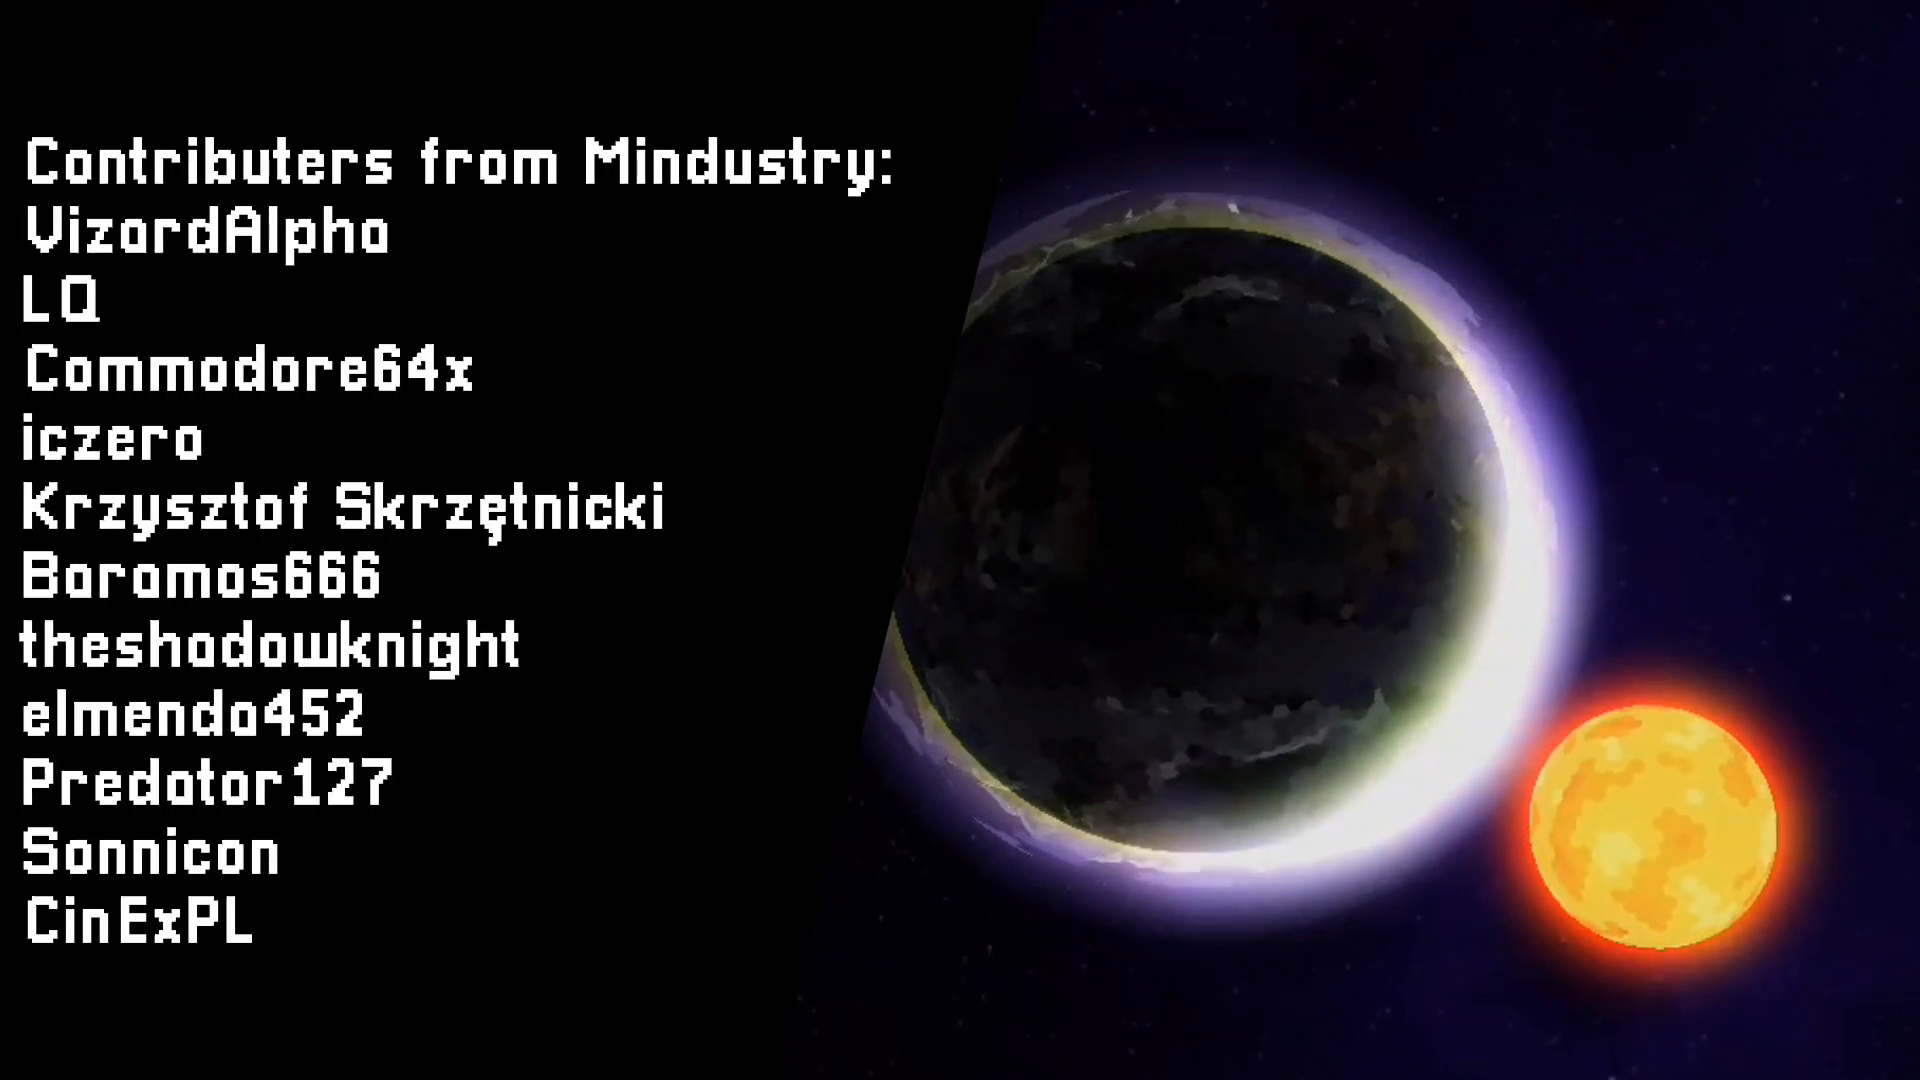 Contributers from Mindustry:
VizardAlpha
LQ
Commodore64x
iczero
Krzysztof Skrzętnicki
Baramos666
theshadowknight
elmenda452
Predator127
Sonnicon
CinExPL